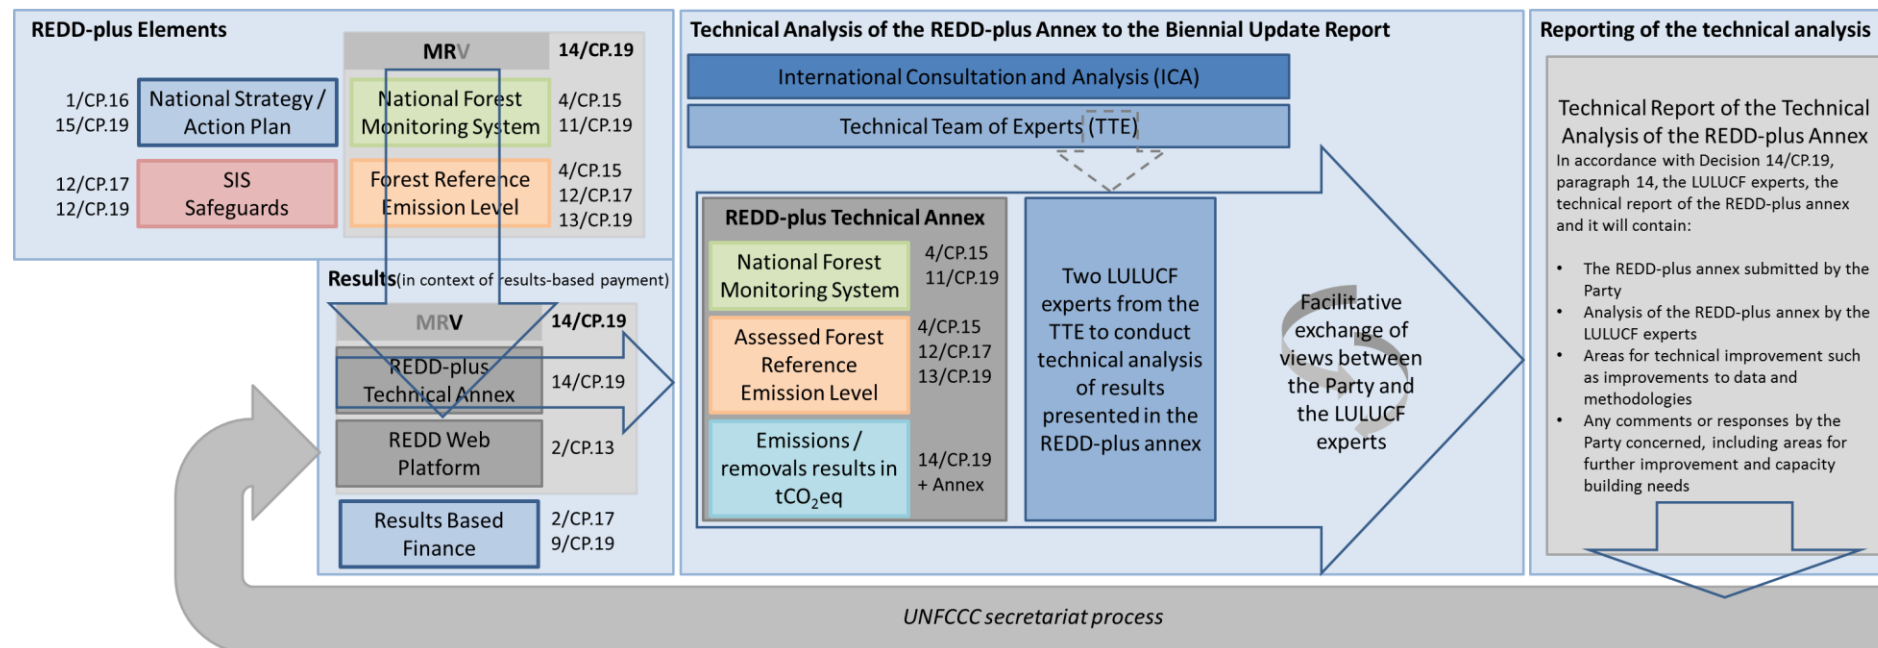 REDD-plus Elements
MRV
14/CP.19
1/CP.16
15/CP.19
National Strategy /
Action Plan
National Forest
Monitoring System
4/CP.15
11/CP.19
12/CP.17
12/CP.19
SIS
Safeguards
Forest Reference
Emission Level
4/CP.15
12/CP.17
13/CP.19
Results(in context of results-based payment)
MRV
14/CP.19
REDD-plus
Technical Annex
14/CP.19
REDD Web
Platform
2/CP.13
Results Based
Finance
2/CP.17
9/CP.19
Technical Analysis of the REDD-plus Annex to the Biennial Update Report
International Consultation and Analysis (ICA)
Technical Team of Experts (TTE)
REDD-plus Technical Annex
National Forest
Monitoring System
4/CP.15
11/CP.19
Assessed Forest
Reference
Emission Level
4/CP.15
12/CP.17
13/CP.19
Emissions /
removals results in
tCO₂eq
14/CP.19
+ Annex
Two LULUCF
experts from the
TTE to conduct
technical analysis
of results
presented in the
REDD-plus annex
Facilitative
exchange of
views between
the Party and
the LULUCF
experts
Reporting of the technical analysis
Technical Report of the Technical
Analysis of the REDD-plus Annex
In accordance with Decision 14/CP.19,
paragraph 14, the LULUCF experts, the
technical report of the REDD-plus annex
and it will contain:
• The REDD-plus annex submitted by the
Party
• Analysis of the REDD-plus annex by the
LULUCF experts
• Areas for technical improvement such
as improvements to data and
methodologies
• Any comments or responses by the
Party concerned, including areas for
further improvement and capacity
building needs
UNFCCC secretariat process